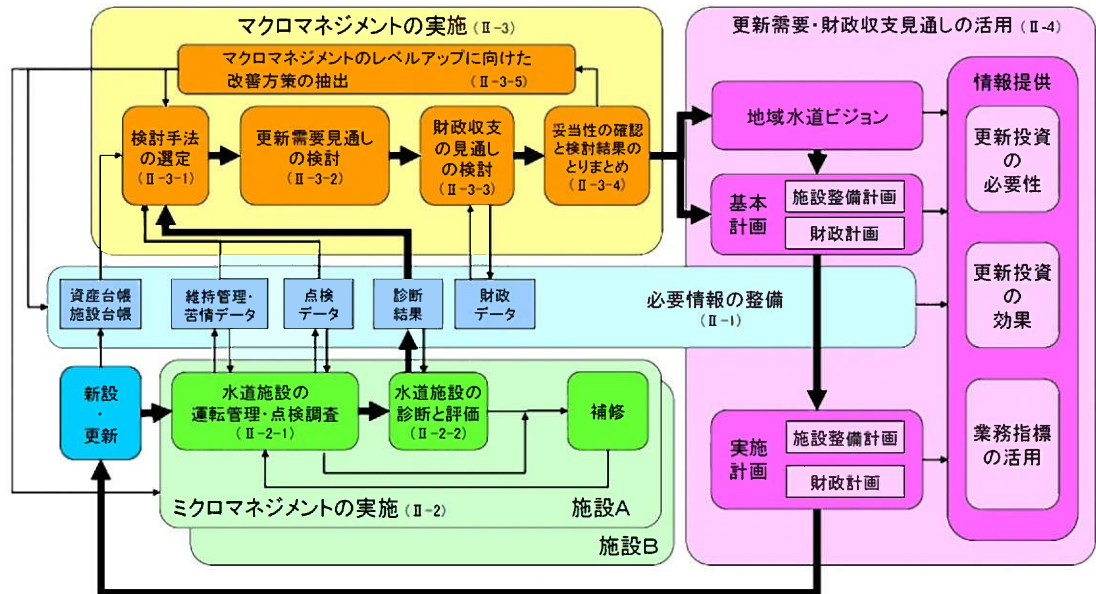 マクロマネジメントの実施(Ⅱ-3)
マクロマネジメントのレベルアップに向けた
改善方策の抽出 (Ⅱ-3-5)
検討手法
の選定
(Ⅱ-3-1)
更新需要見通し
の検討
(Ⅱ-3-2)
財政収支
の見通し
の検討
(Ⅱ-3-3)
妥当性の確認
と検討結果の
とりまとめ
(Ⅱ-3-4)
更新需要・財政収支見通しの活用(Ⅱ-4)
地域水道ビジョン
基本
計画
施設整備計画
財政計画
実施
計画
施設整備計画
財政計画
情報提供
更新投資
の
必要性
更新投資
の
効果
業務指標
の活用
資産台帳
施設台帳
維持管理・
苦情データ
点検
データ
診断
結果
財政
データ
必要情報の整備
(Ⅱ-1)
新設
・
更新
水道施設の
運転管理・点検調査
(Ⅱ-2-1)
水道施設の
診断と評価
(Ⅱ-2-2)
補修
ミクロマネジメントの実施(Ⅱ-2)
施設A
施設B